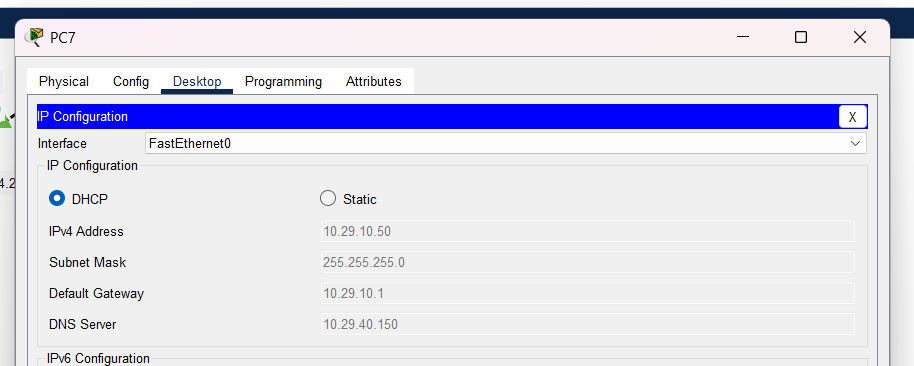 PC7
Physical Config Desktop Programming Attributes
IP Configuration X
Interface FastEthernet0
IP Configuration
DHCP Static
4.2
IPv4 Address 10.29.10.50
Subnet Mask 255.255.255.0
Default Gateway 10.29.10.1
DNS Server 10.29.40.150
IPv6 Configuration